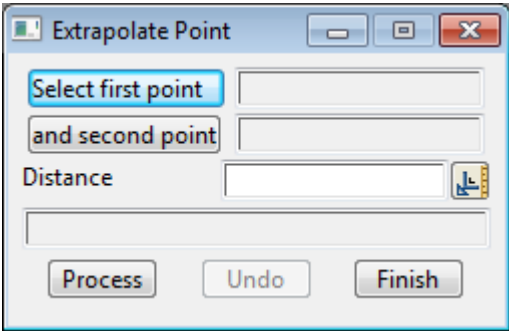 Extrapolate Point
Select first point
and second point
Distance
Process Undo Finish